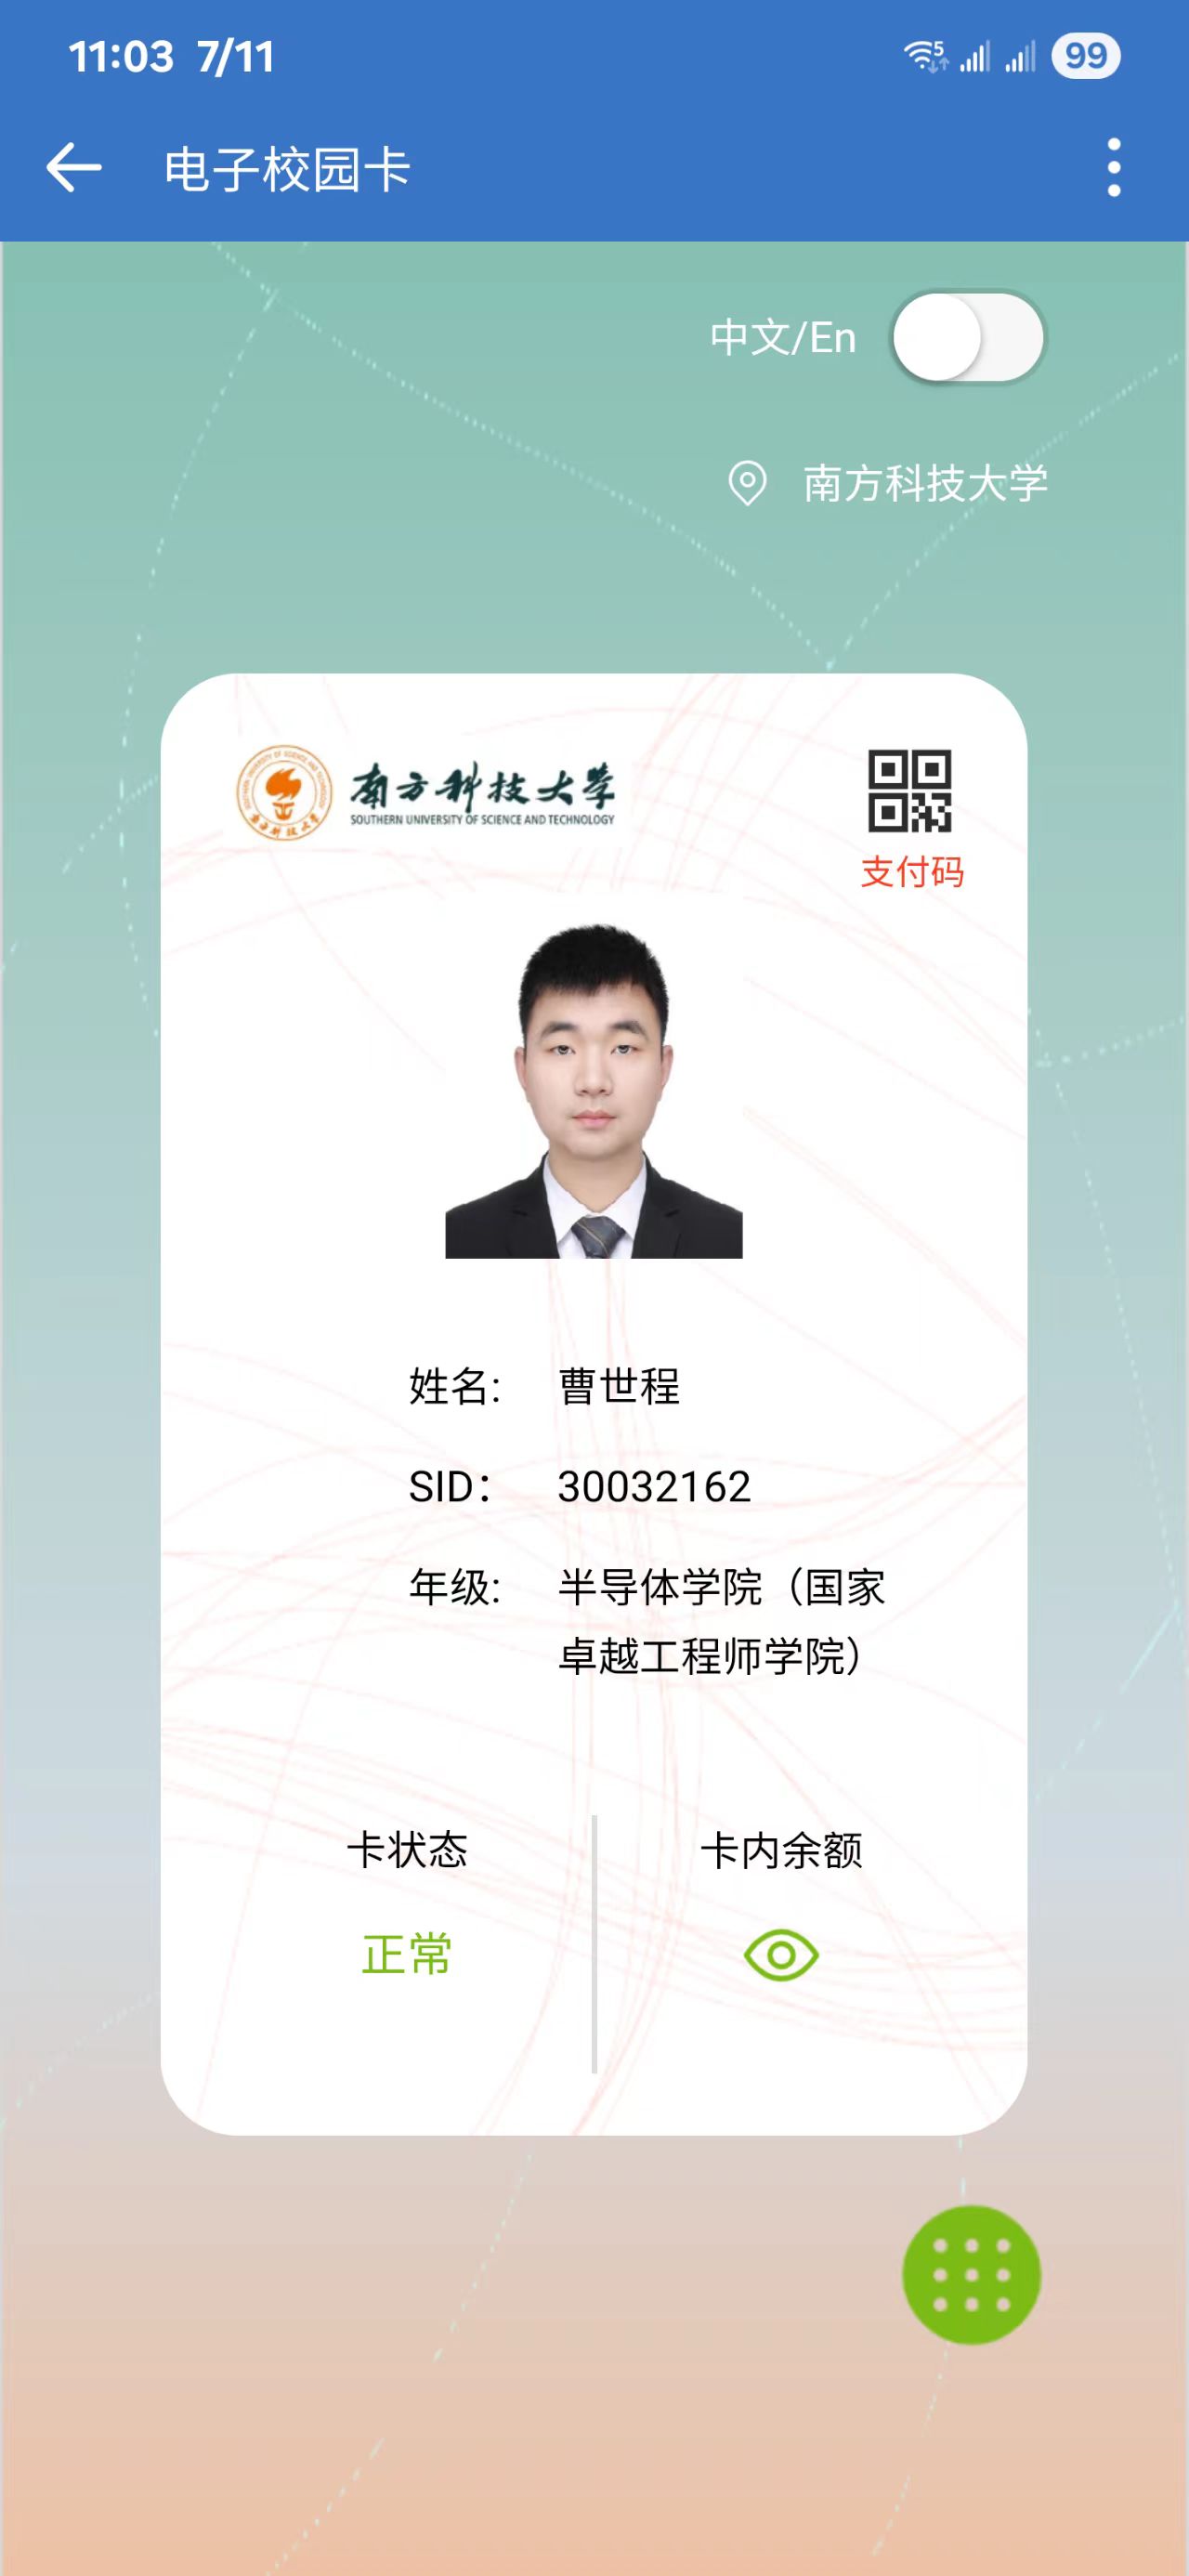 11:03 7/11
5
99
电子校园卡
中文/En
南方科技大学
南方科技大学
SOUTHERN UNIVERSITY OF SCIENCE AND TECHNOLOGY
支付码
姓名: 曹世程
SID: 30032162
年级: 半导体学院（国家
卓越工程师学院）
卡状态 卡内余额
正常